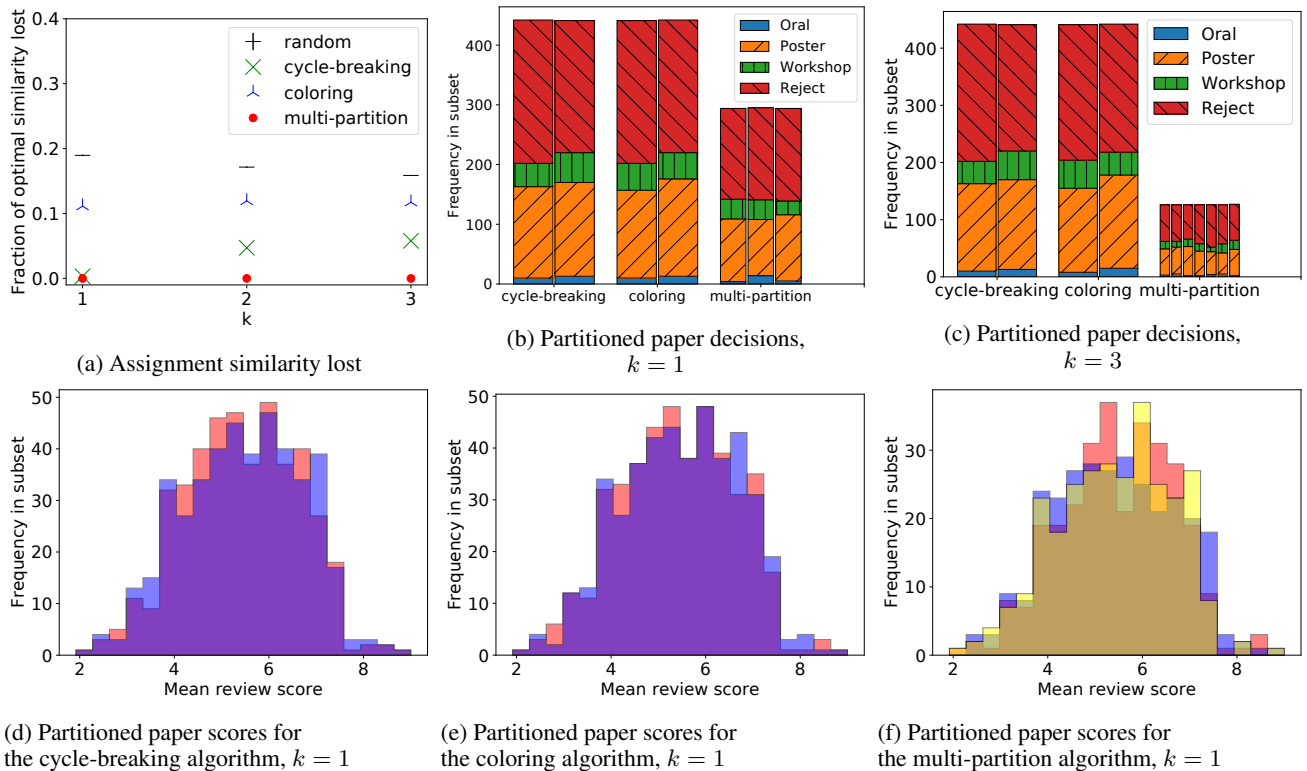 0.4
0.3
0.2
0.1
0.0
Fraction of optimal similarity lost
random
cycle-breaking
coloring
multi-partition
1
2
3
k
(a) Assignment similarity lost
400
300
200
100
0
Frequency in subset
Oral
Poster
Workshop
Reject
cycle-breaking
coloring
multi-partition
(b) Partitioned paper decisions,
k = 1
400
300
200
100
0
Frequency in subset
Oral
Poster
Workshop
Reject
cycle-breaking
coloring
multi-partition
(c) Partitioned paper decisions,
k = 3
50
40
30
20
10
0
Frequency in subset
2
4
6
8
Mean review score
(d) Partitioned paper scores for
the cycle-breaking algorithm, k = 1
50
40
30
20
10
0
Frequency in subset
2
4
6
8
Mean review score
(e) Partitioned paper scores for
the coloring algorithm, k = 1
30
20
10
0
Frequency in subset
2
4
6
8
Mean review score
(f) Partitioned paper scores for
the multi-partition algorithm, k = 1